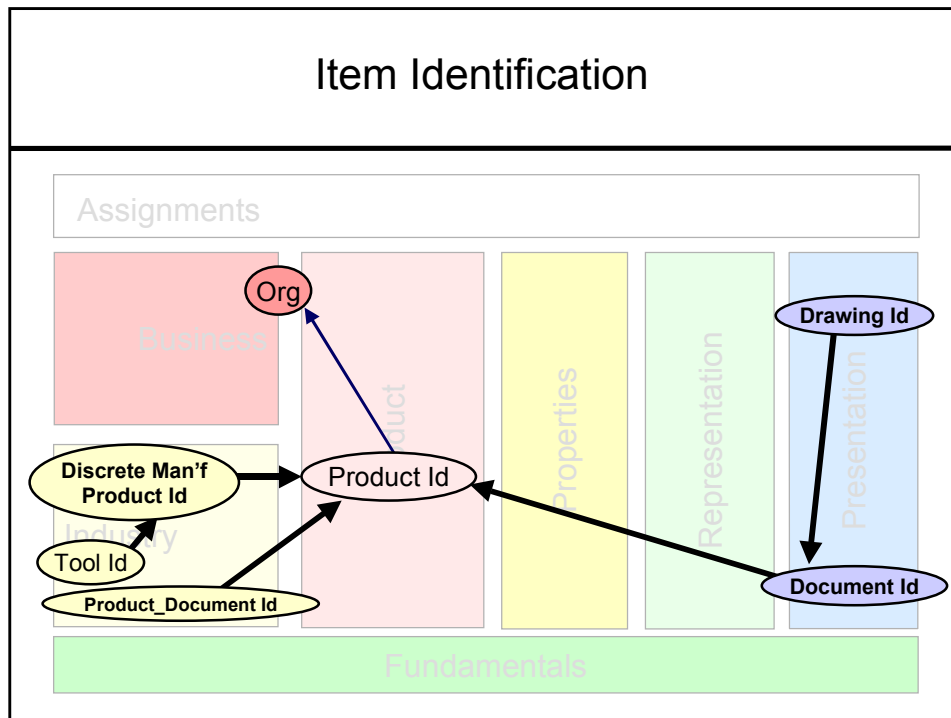 Item Identification
Assignments
Org
Business
Drawing Id
Product
Properties
Representation
Presentation
Discrete Man'f
Product Id
Product Id
Industry
Tool Id
Product_Document Id
Document Id
Fundamentals